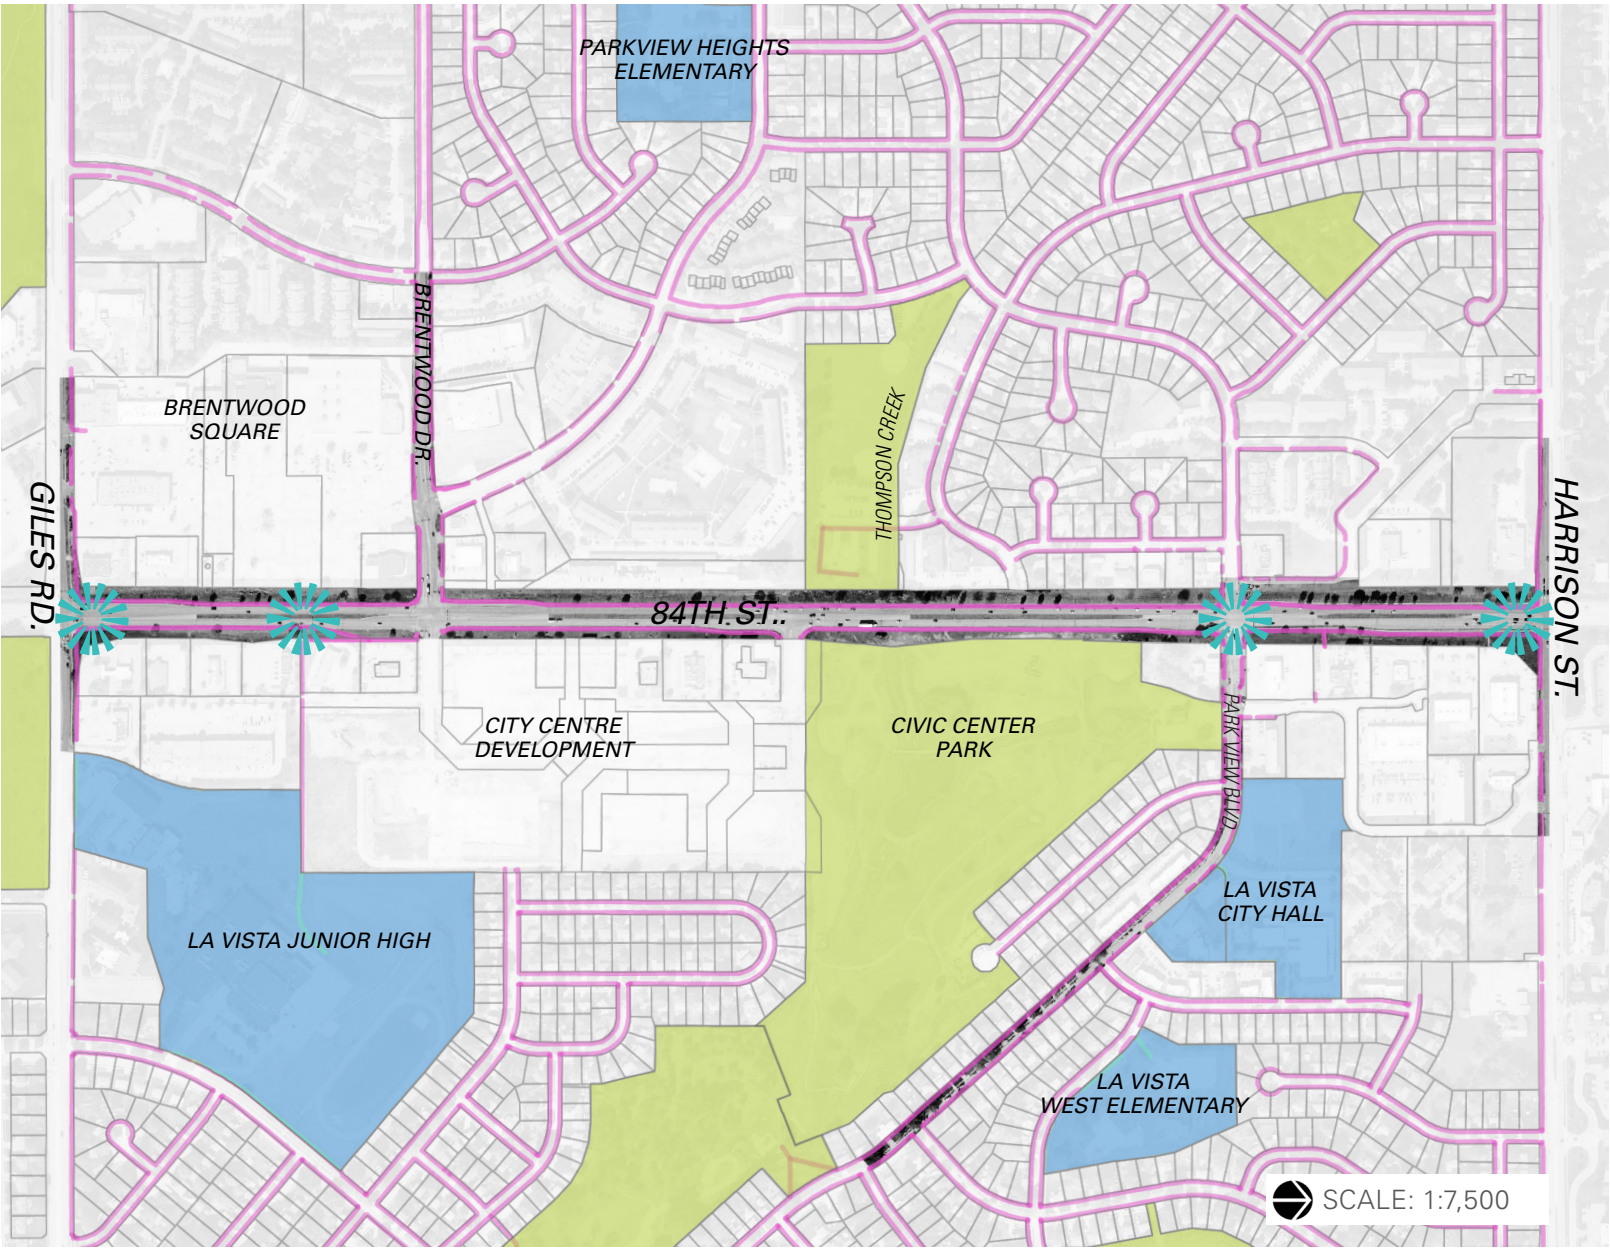 PARKVIEW HEIGHTS
ELEMENTARY
BRENTWOOD DR.
BRENTWOOD
SQUARE
THOMPSON CREEK
GILES RD.
HARRISON ST.
84TH ST..
CITY CENTRE
DEVELOPMENT
CIVIC CENTER
PARK
PARK VIEW BLVD.
LA VISTA
CITY HALL
LA VISTA JUNIOR HIGH
LA VISTA
WEST ELEMENTARY
SCALE: 1:7,500